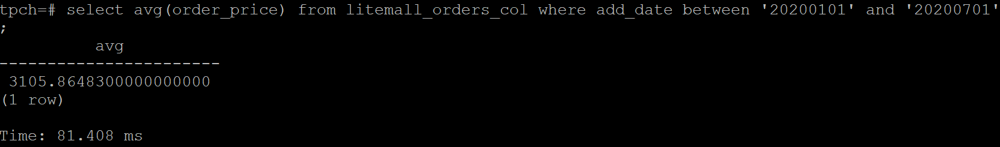 tpch=# select avg(order_price) from litemall_orders_col where add_date between '20200101' and '20200701'
;
          avg
-----------------------
 3105.8648300000000000
(1 row)

Time: 81.408 ms